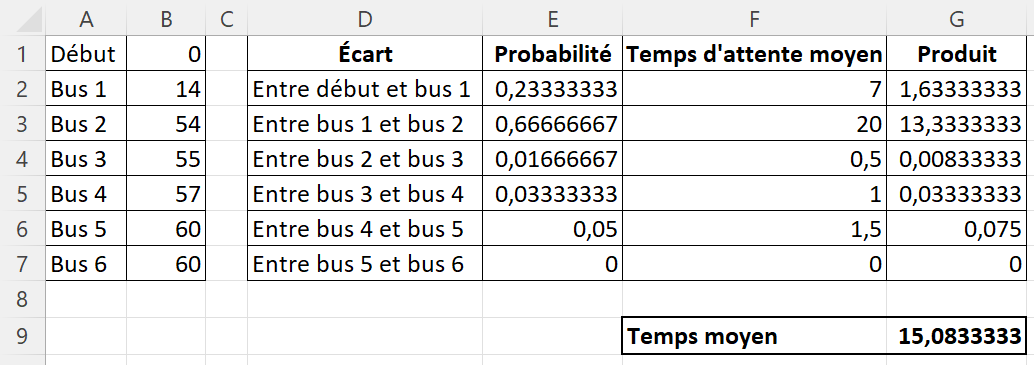 A B C D E F G
1 Début 0 Écart Probabilité Temps d'attente moyen Produit
2 Bus 1 14 Entre début et bus 1 0,23333333 7 1,63333333
3 Bus 2 54 Entre bus 1 et bus 2 0,66666667 20 13,3333333
4 Bus 3 55 Entre bus 2 et bus 3 0,01666667 0,5 0,00833333
5 Bus 4 57 Entre bus 3 et bus 4 0,03333333 1 0,03333333
6 Bus 5 60 Entre bus 4 et bus 5 0,05 1,5 0,075
7 Bus 6 60 Entre bus 5 et bus 6 0 0 0
8
9 Temps moyen 15,0833333